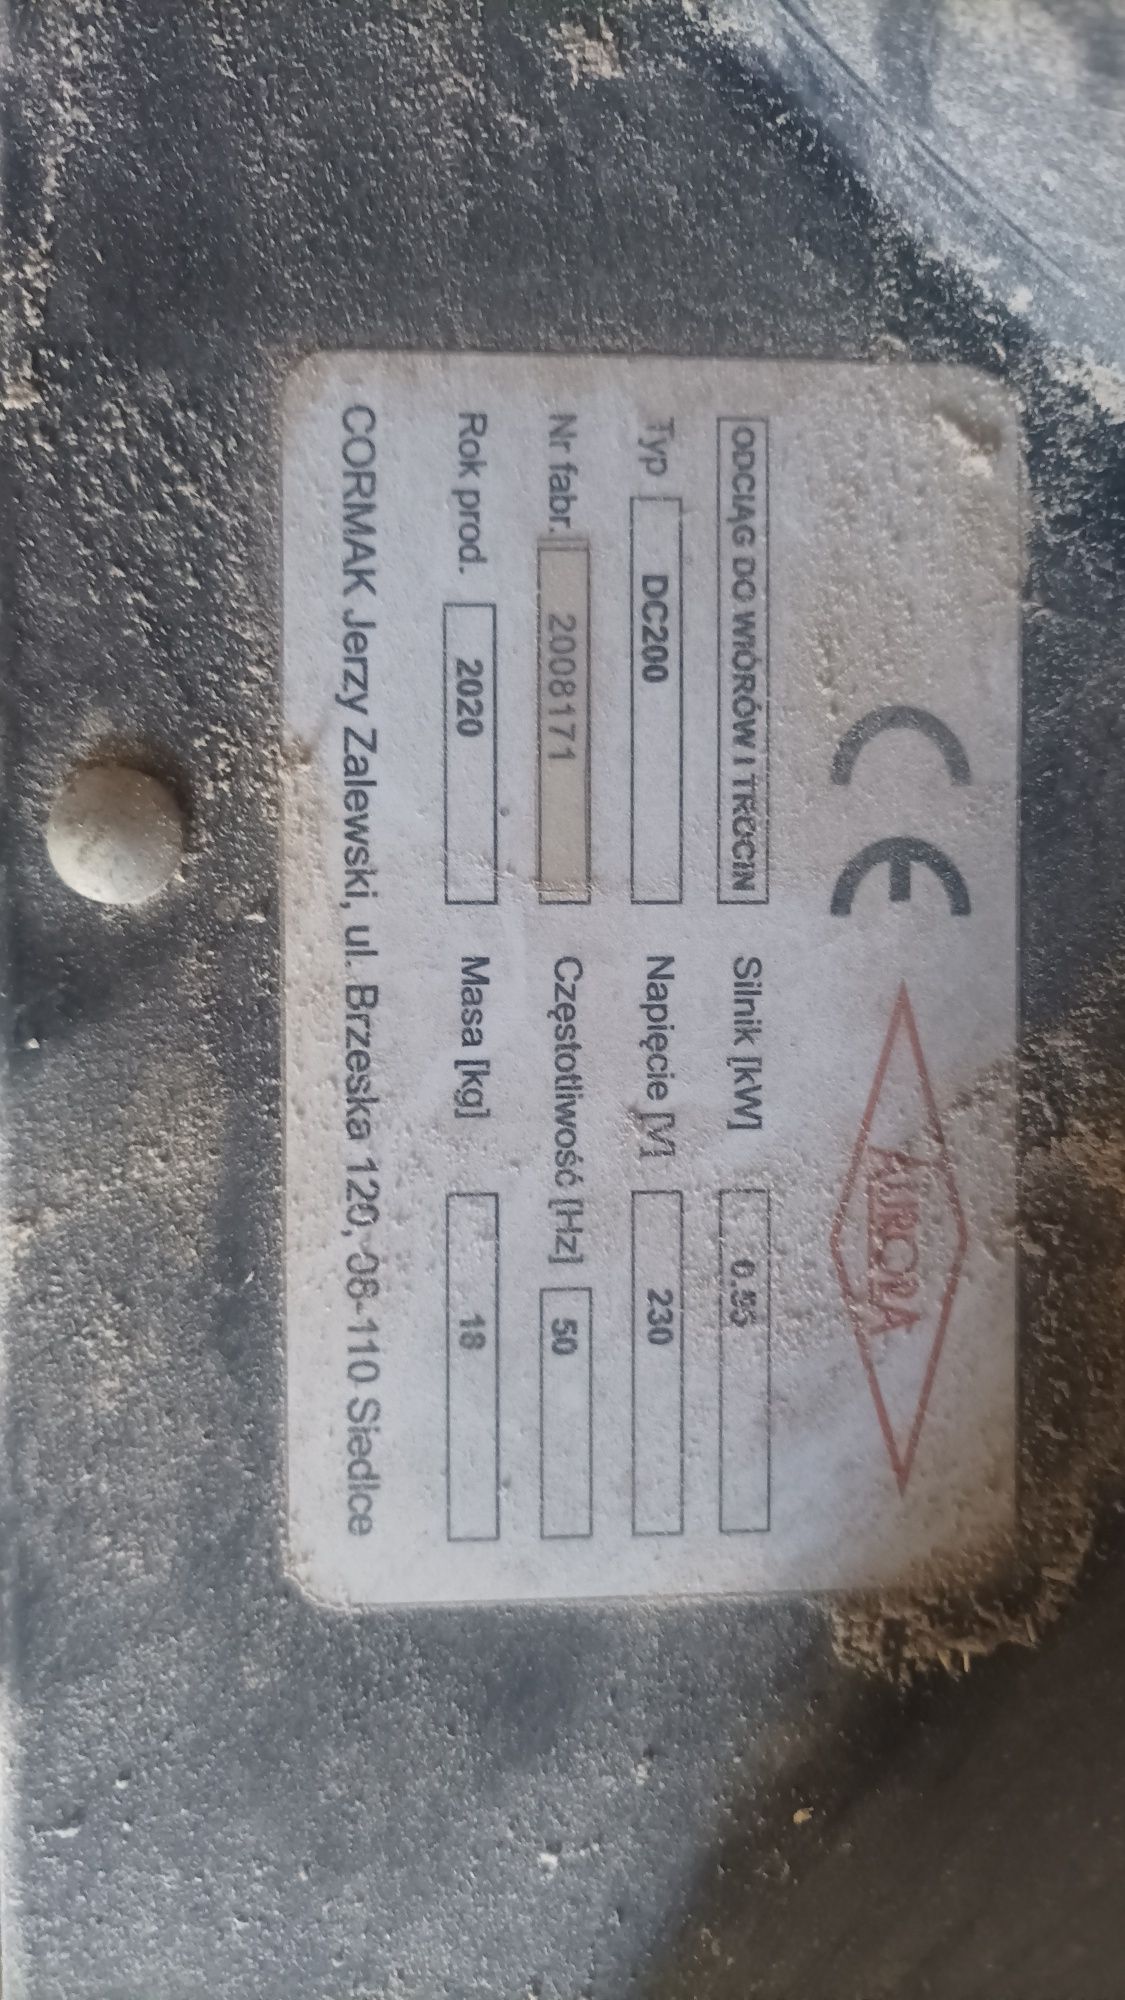 CE AURONA
ODCIĄG DO WIÓRÓW I TROCIN Silnik [kW] 0.55
Typ DC200 Napięcie [V] 230
Nr fabr. 2008171 Częstotliwość [Hz] 50
Rok prod. 2020 Masa [kg] 18
CORMAK Jerzy Zalewski, ul. Brzeska 120, 08-110 Siedlce